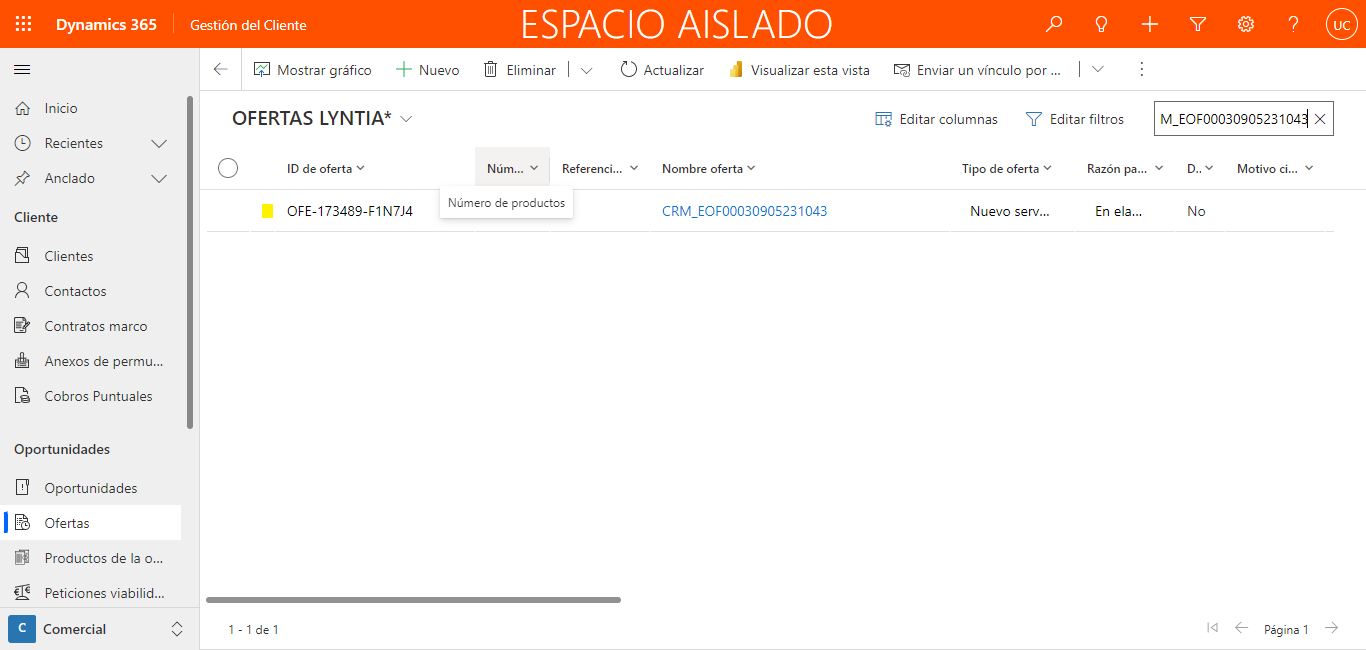 Dynamics 365
Gestión del Cliente
ESPACIO AISLADO
UC
Mostrar gráfico
Nuevo
Eliminar
Actualizar
Visualizar esta vista
Enviar un vínculo por ...
Inicio
Recientes
Anclado
Cliente
Clientes
Contactos
Contratos marco
Anexos de permu...
Cobros Puntuales
Oportunidades
Oportunidades
Ofertas
Productos de la o...
Peticiones viabilid...
C Comercial
OFERTAS LYNTIA*
Editar columnas
Editar filtros
M_EOF00030905231043
ID de oferta
Núm...
Referenci...
Nombre oferta
Tipo de oferta
Razón pa...
D..
Motivo ci...
Número de productos
OFE-173489-F1N7J4
CRM_EOF00030905231043
Nuevo serv...
En ela...
No
1 - 1 de 1
Página 1